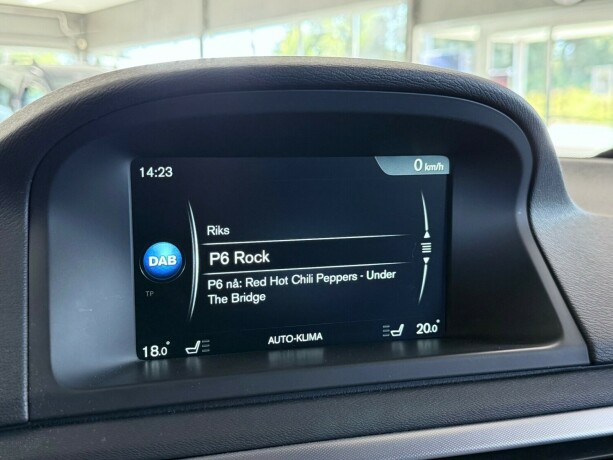 14:23
0 km/h
Riks
DAB
P6 Rock
TP
P6 nå: Red Hot Chili Peppers - Under
The Bridge
18.0°
AUTO-KLIMA
20.0°